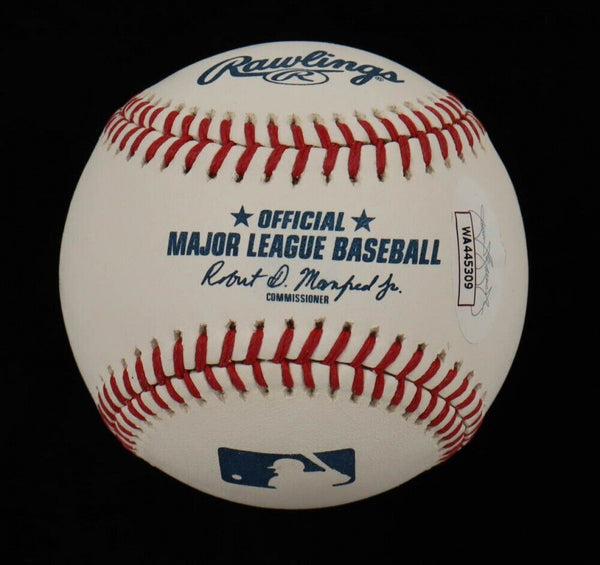 Rawlings
R
®
★ OFFICIAL ★
MAJOR LEAGUE BASEBALL
Robert D. Manfred Jr.
COMMISSIONER
WA445309